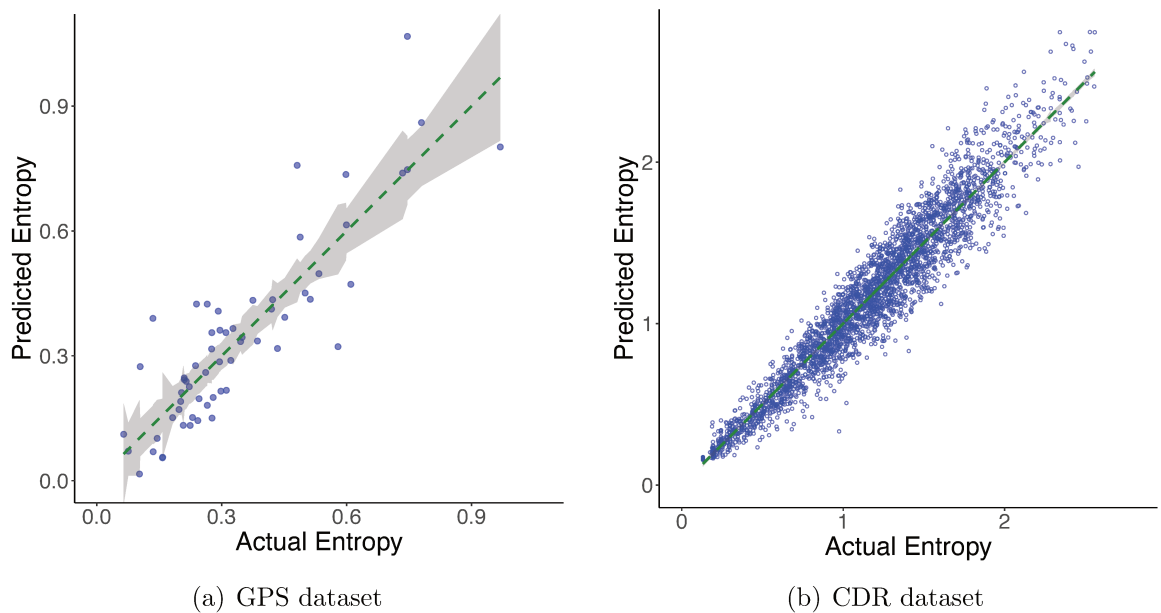 Predicted Entropy
0.9
0.6
0.3
0.0
0.0 0.3 0.6 0.9
Actual Entropy
(a) GPS dataset
Predicted Entropy
2
1
0
0 1 2
Actual Entropy
(b) CDR dataset